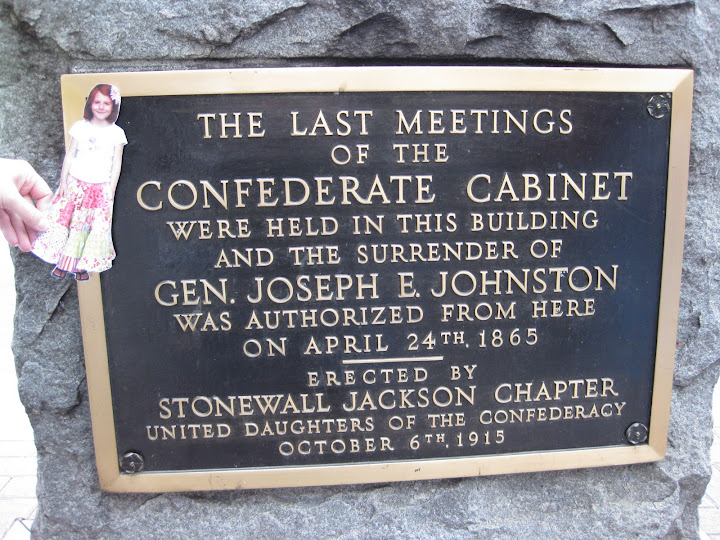 THE LAST MEETINGS
OF THE
CONFEDERATE CABINET
WERE HELD IN THIS BUILDING
AND THE SURRENDER OF
GEN. JOSEPH E. JOHNSTON
WAS AUTHORIZED FROM HERE
ON APRIL 24TH, 1865
ERECTED BY
STONEWALL JACKSON CHAPTER
UNITED DAUGHTERS OF THE CONFEDERACY
OCTOBER 6TH, 1915